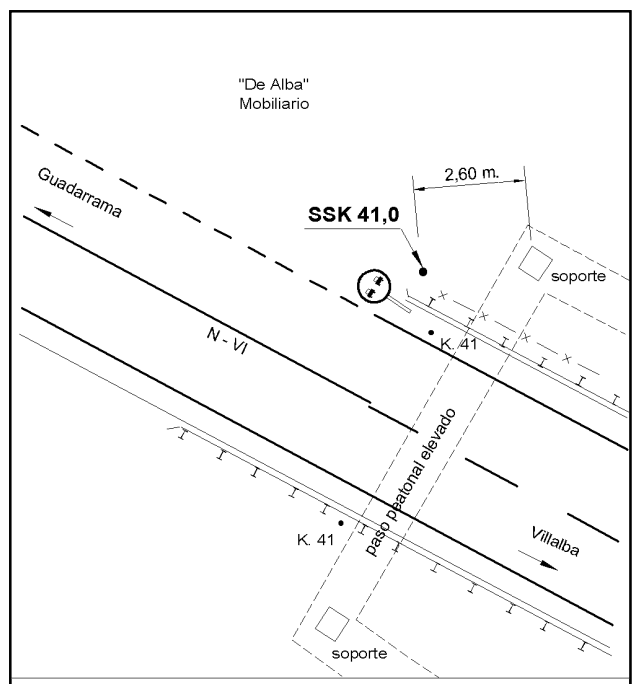 "De Alba"
Mobiliario
Guadarrama
2,60 m.
SSK 41,0
soporte
K. 41
N - VI
paso peatonal elevado
Villalba
K. 41
soporte